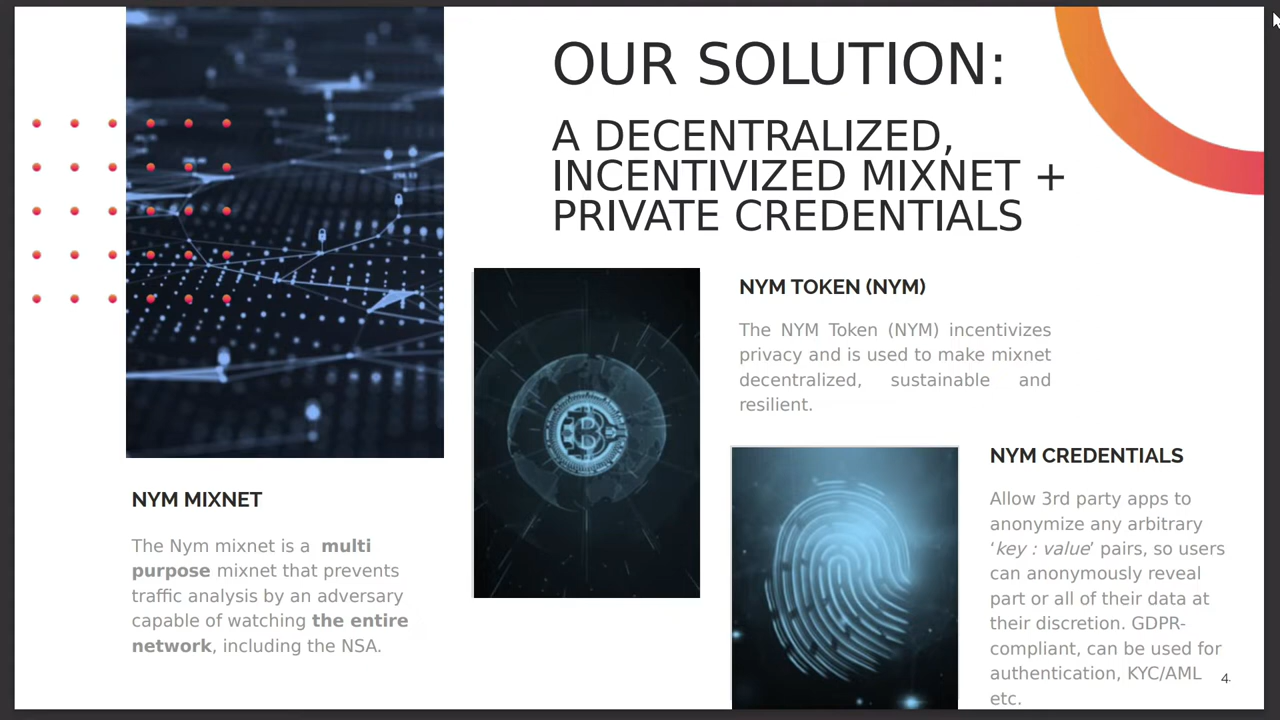 OUR SOLUTION:
A DECENTRALIZED,
INCENTIVIZED MIXNET +
PRIVATE CREDENTIALS
NYM TOKEN (NYM)
The NYM Token (NYM) incentivizes
privacy and is used to make mixnet
decentralized, sustainable and
resilient.
NYM MIXNET
The Nym mixnet is a multi
purpose mixnet that prevents
traffic analysis by an adversary
capable of watching the entire
network, including the NSA.
NYM CREDENTIALS
Allow 3rd party apps to
anonymize any arbitrary
‘key : value’ pairs, so users
can anonymously reveal
part or all of their data at
their discretion. GDPR-
compliant, can be used for
authentication, KYC/AML
etc.
4